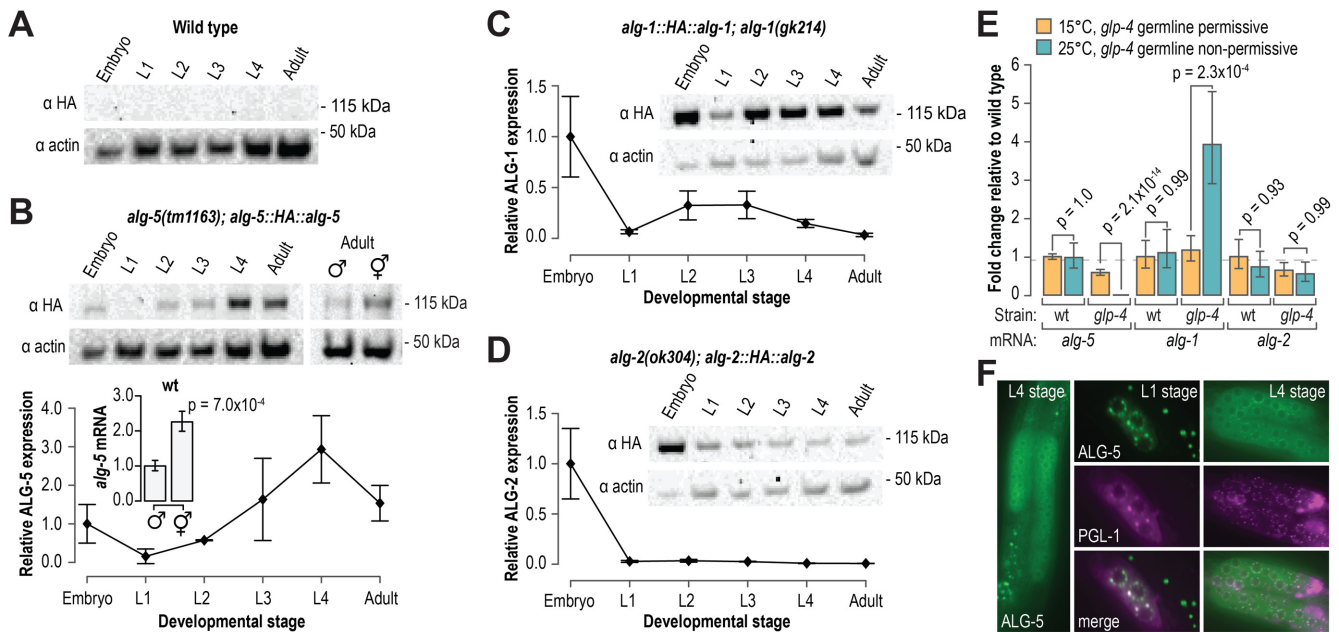 A
Wild type
Embryo L1 L2 L3 L4 Adult
α HA
- 115 kDa
- 50 kDa
α actin
B
alg-5(tm1163); alg-5::HA::alg-5
Embryo L1 L2 L3 L4 Adult
Adult
♂ ⚥
α HA
- 115 kDa
α actin
- 50 kDa
wt
alg-5 mRNA
3.0
2.0
1.0
0.0
p = 7.0x10⁻⁴
♂ ⚥
Relative ALG-5 expression
4.0
3.0
2.0
1.0
0.0
Embryo L1 L2 L3 L4 Adult
Developmental stage
C
alg-1::HA::alg-1; alg-1(gk214)
Embryo L1 L2 L3 L4 Adult
α HA
- 115 kDa
α actin
- 50 kDa
Relative ALG-1 expression
1.5
1.0
0.5
0.0
Embryo L1 L2 L3 L4 Adult
Developmental stage
D
alg-2(ok304); alg-2::HA::alg-2
Embryo L1 L2 L3 L4 Adult
α HA
- 115 kDa
α actin
- 50 kDa
Relative ALG-2 expression
1.5
1.0
0.5
0.0
Embryo L1 L2 L3 L4 Adult
Developmental stage
E
15°C, glp-4 germline permissive
25°C, glp-4 germline non-permissive
Fold change relative to wild type
6
5
4
3
2
1
0
p = 1.0
p = 2.1x10⁻¹⁴
p = 0.99
p = 2.3x10⁻⁴
p = 0.93
p = 0.99
Strain: wt glp-4 wt glp-4 wt glp-4
mRNA: alg-5 alg-1 alg-2
F
L4 stage
L1 stage
L4 stage
ALG-5
PGL-1
ALG-5
merge